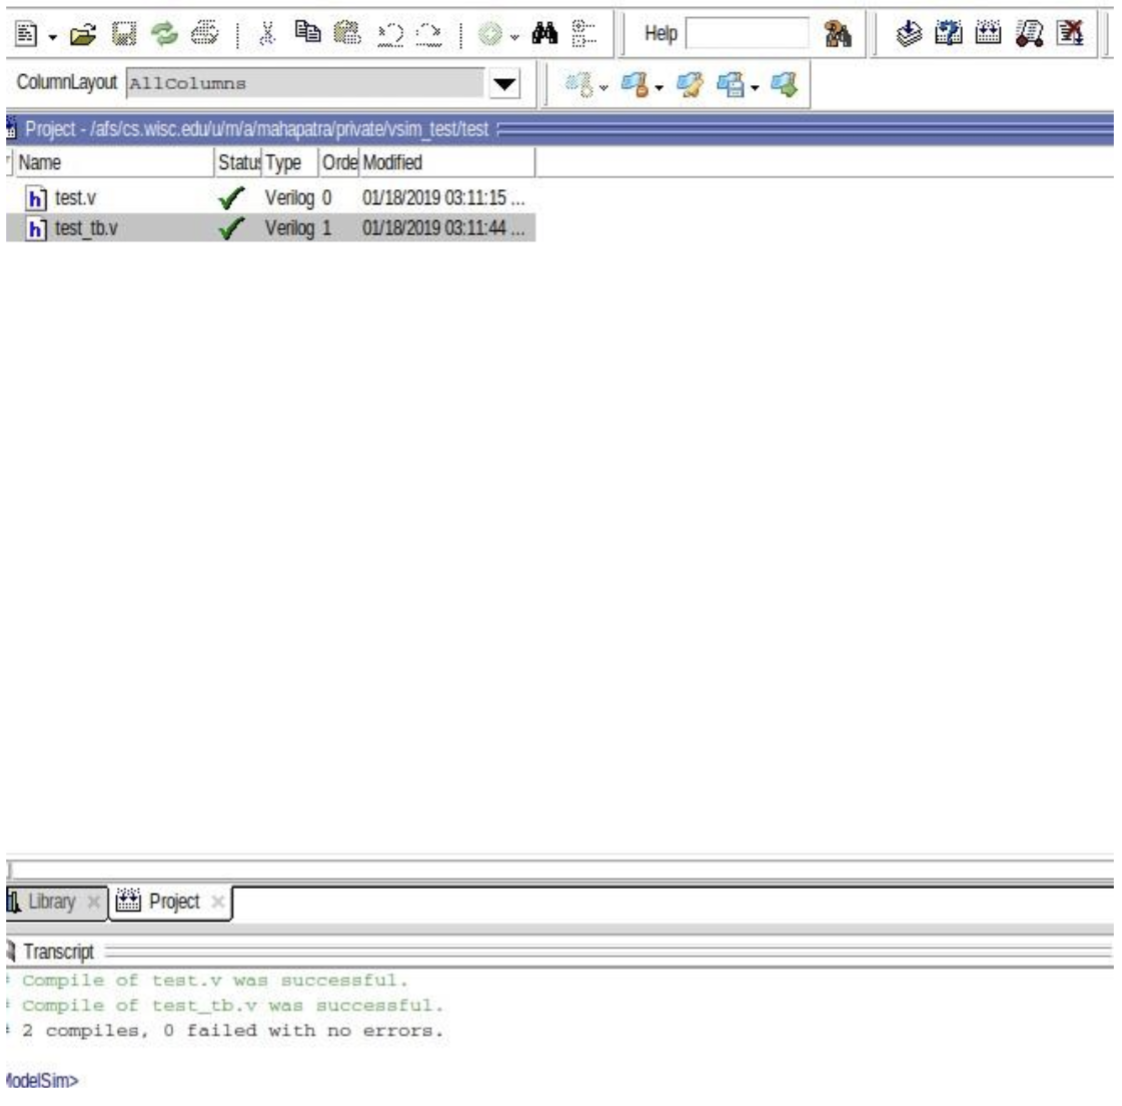 Help
ColumnLayout AllColumns
Project - /afs/cs.wisc.edu/u/m/a/mahapatra/private/vsim_test/test
Name Status Type Orde Modified
test.v Verilog 0 01/18/2019 03:11:15 ...
test_tb.v Verilog 1 01/18/2019 03:11:44 ...
Library Project
Transcript
# Compile of test.v was successful.
# Compile of test_tb.v was successful.
# 2 compiles, 0 failed with no errors.
ModelSim>